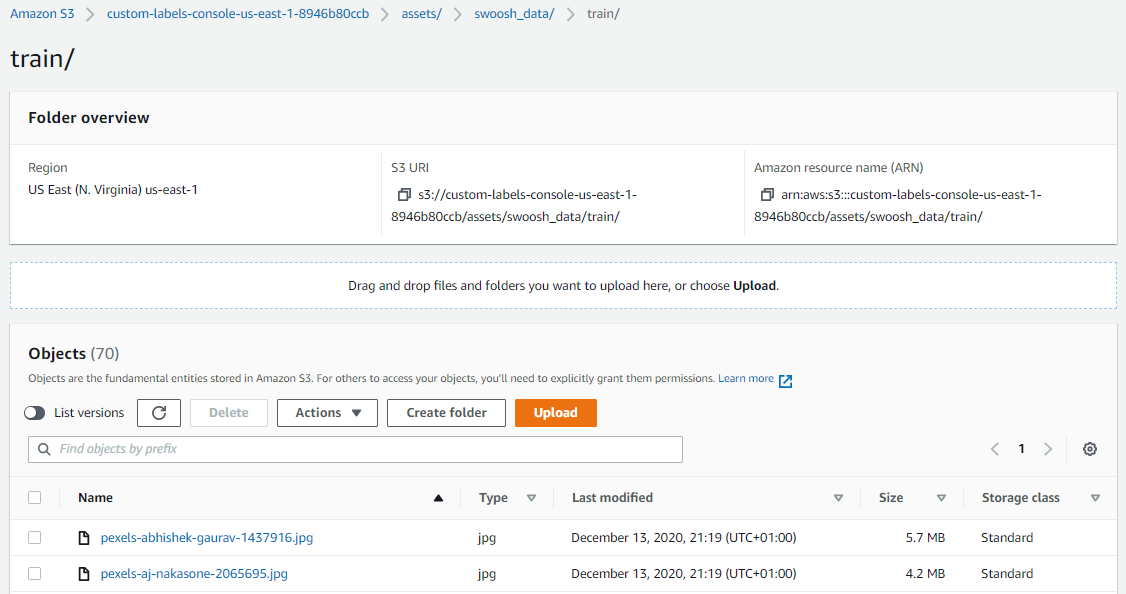 Amazon S3 > custom-labels-console-us-east-1-8946b80ccb > assets/ > swoosh_data/ > train/
train/
Folder overview
Region
US East (N. Virginia) us-east-1
S3 URI
s3://custom-labels-console-us-east-1-
8946b80ccb/assets/swoosh_data/train/
Amazon resource name (ARN)
arn:aws:s3:::custom-labels-console-us-east-1-
8946b80ccb/assets/swoosh_data/train/
Drag and drop files and folders you want to upload here, or choose Upload.
Objects (70)
Objects are the fundamental entities stored in Amazon S3. For others to access your objects, you'll need to explicitly grant them permissions. Learn more
List versions Delete Actions Create folder Upload
Find objects by prefix 1
Name Type Last modified Size Storage class
pexels-abhishek-gaurav-1437916.jpg jpg December 13, 2020, 21:19 (UTC+01:00) 5.7 MB Standard
pexels-aj-nakasone-2065695.jpg jpg December 13, 2020, 21:19 (UTC+01:00) 4.2 MB Standard